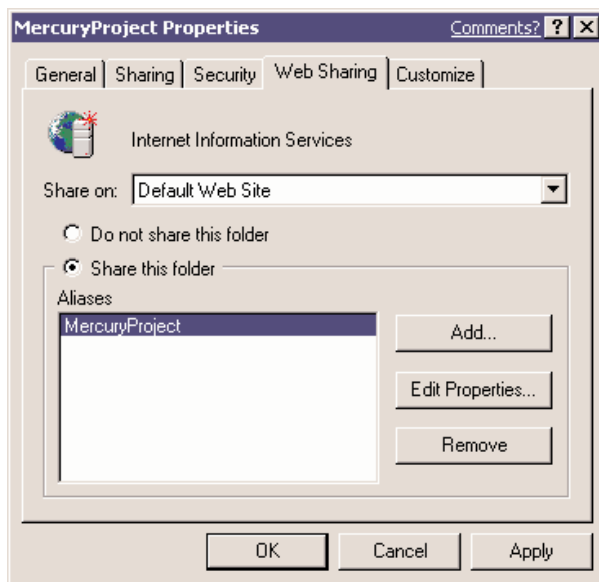 MercuryProject Properties Comments? ? X
General Sharing Security Web Sharing Customize
Internet Information Services
Share on: Default Web Site
Do not share this folder
Share this folder
Aliases
MercuryProject
Add...
Edit Properties...
Remove
OK Cancel Apply